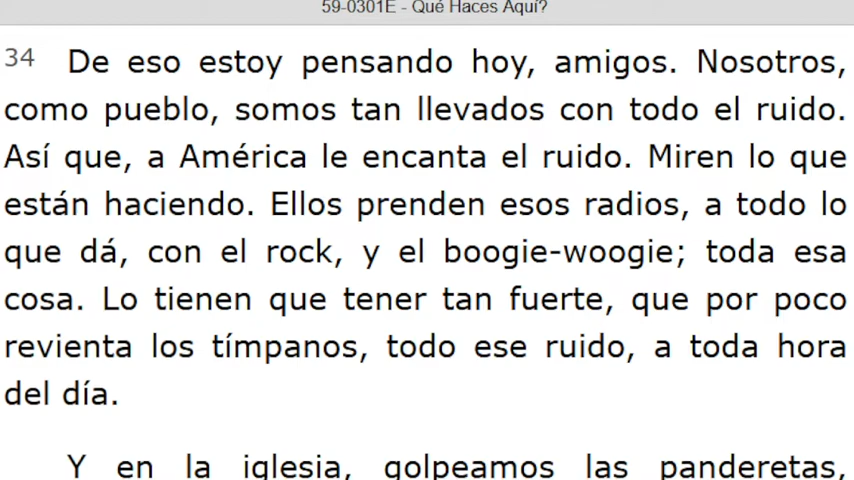 59-0301E - Qué Haces Aquí?
34 De eso estoy pensando hoy, amigos. Nosotros,
como pueblo, somos tan llevados con todo el ruido.
Así que, a América le encanta el ruido. Miren lo que
están haciendo. Ellos prenden esos radios, a todo lo
que dá, con el rock, y el boogie-woogie; toda esa
cosa. Lo tienen que tener tan fuerte, que por poco
revienta los tímpanos, todo ese ruido, a toda hora
del día.
Y en la iglesia, golpeamos las panderetas,